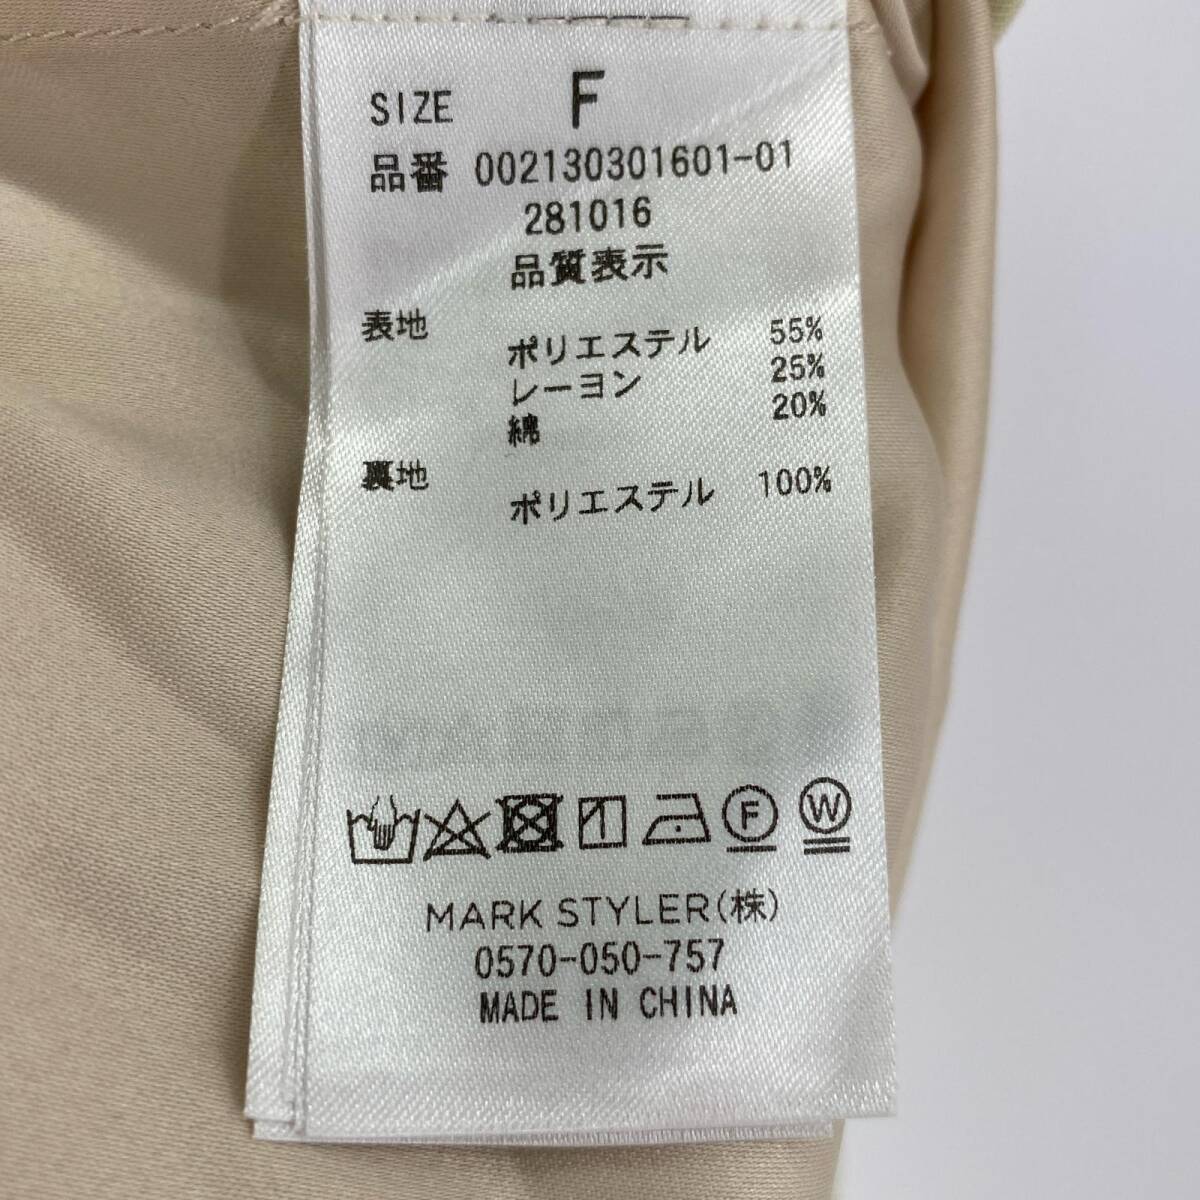 SIZE F
品番 002130301601-01
281016
品質表示
表地
ポリエステル 55%
レーヨン 25%
綿 20%
裏地
ポリエステル 100%
F W
MARK STYLER(株)
0570-050-757
MADE IN CHINA